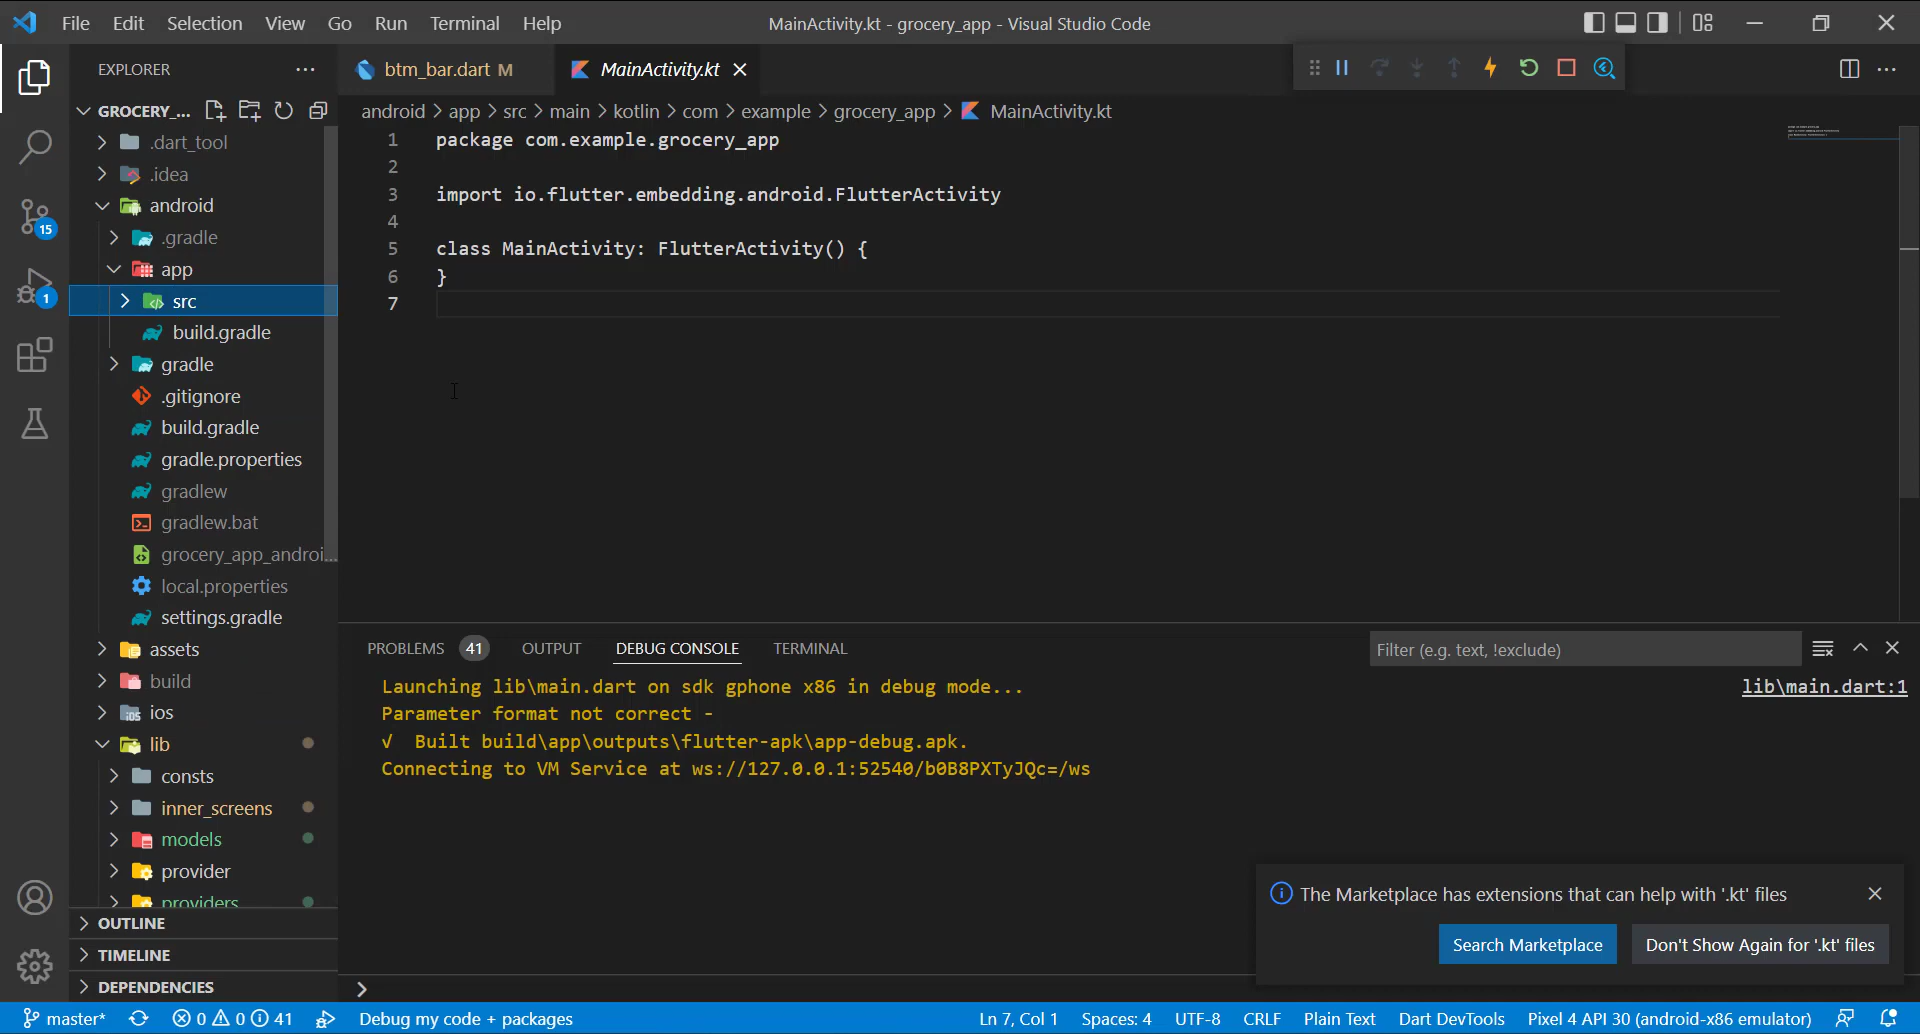 File Edit Selection View Go Run Terminal Help
MainActivity.kt - grocery_app - Visual Studio Code
EXPLORER
GROCERY_...
.dart_tool
.idea
android
.gradle
app
src
build.gradle
gradle
.gitignore
build.gradle
gradle.properties
gradlew
gradlew.bat
grocery_app_androi...
local.properties
settings.gradle
assets
build
ios
lib
consts
inner_screens
models
provider
providers
OUTLINE
TIMELINE
DEPENDENCIES
15
1
btm_bar.dart M
MainActivity.kt
android > app > src > main > kotlin > com > example > grocery_app > MainActivity.kt
1 package com.example.grocery_app
2
3 import io.flutter.embedding.android.FlutterActivity
4
5 class MainActivity: FlutterActivity() {
6 }
7
PROBLEMS 41 OUTPUT DEBUG CONSOLE TERMINAL
Filter (e.g. text, !exclude)
Launching lib\main.dart on sdk gphone x86 in debug mode...
lib\main.dart:1
Parameter format not correct -
√ Built build\app\outputs\flutter-apk\app-debug.apk.
Connecting to VM Service at ws://127.0.0.1:52540/b0B8PXTyJQc=/ws
The Marketplace has extensions that can help with '.kt' files
Search Marketplace
Don't Show Again for '.kt' files
master* 0 0 41 Debug my code + packages
Ln 7, Col 1 Spaces: 4 UTF-8 CRLF Plain Text Dart DevTools Pixel 4 API 30 (android-x86 emulator)